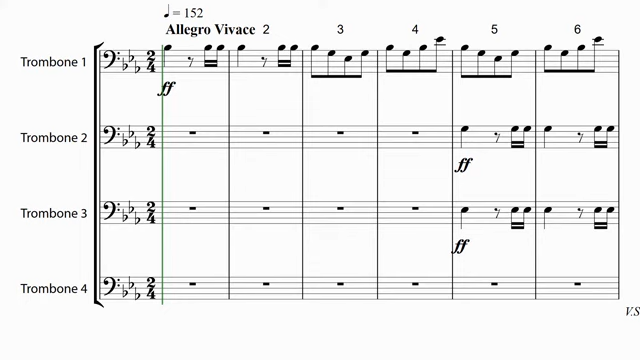 ♩ = 152
Allegro Vivace 2 3 4 5 6
Trombone 1
ff
Trombone 2
ff
Trombone 3
ff
Trombone 4
V.S